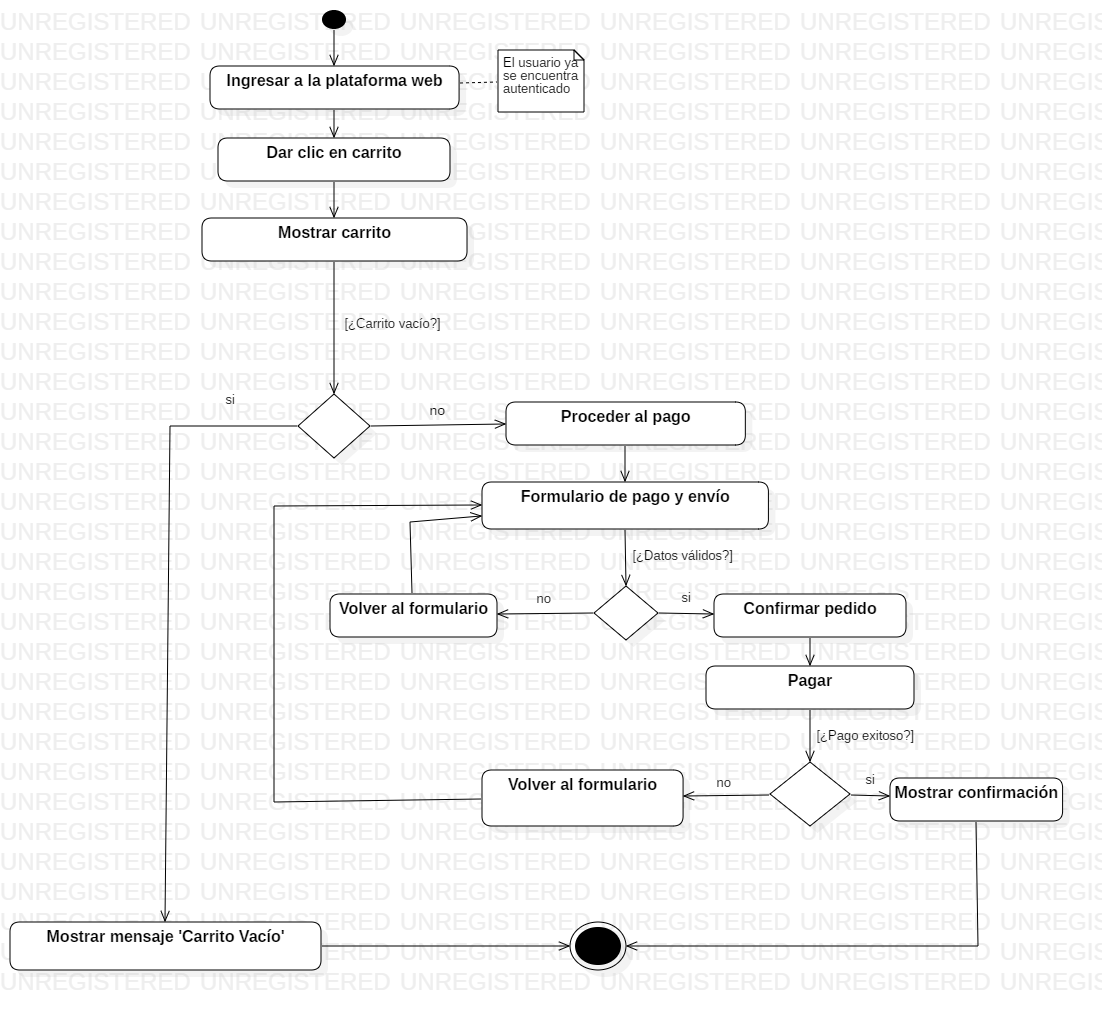 Ingresar a la plataforma web
El usuario ya
se encuentra
autenticado
Dar clic en carrito
Mostrar carrito
[¿Carrito vacío?]
si
no
Proceder al pago
Formulario de pago y envío
[¿Datos válidos?]
Volver al formulario
no
si
Confirmar pedido
Pagar
[¿Pago exitoso?]
Volver al formulario
no
si
Mostrar confirmación
Mostrar mensaje 'Carrito Vacío'
UNREGISTERED